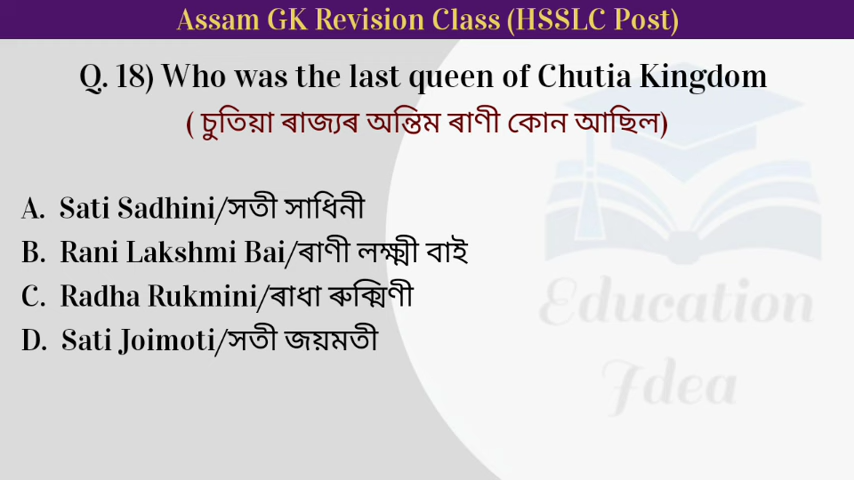 Assam GK Revision Class (HSSLC Post)
Q. 18) Who was the last queen of Chutia Kingdom
( চুতিয়া ৰাজ্যৰ অন্তিম ৰাণী কোন আছিল)
A. Sati Sadhini/সতী সাধিনী
B. Rani Lakshmi Bai/ৰাণী লক্ষ্মী বাই
C. Radha Rukmini/ৰাধা ৰুক্মিণী
D. Sati Joimoti/সতী জয়মতী
Education
Idea